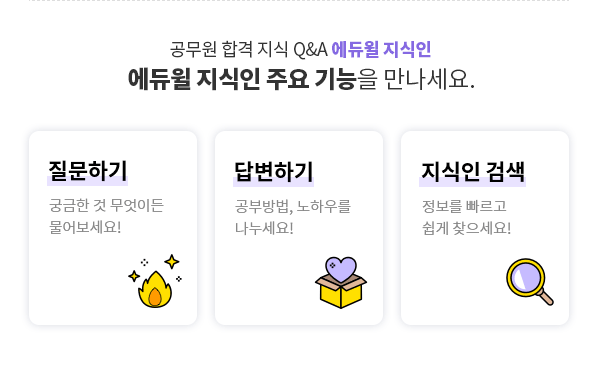 공무원 합격 지식 Q&A 에듀윌 지식인
에듀윌 지식인 주요 기능을 만나세요.
질문하기
궁금한 것 무엇이든
물어보세요!
답변하기
공부방법, 노하우를
나누세요!
지식인 검색
정보를 빠르고
쉽게 찾으세요!